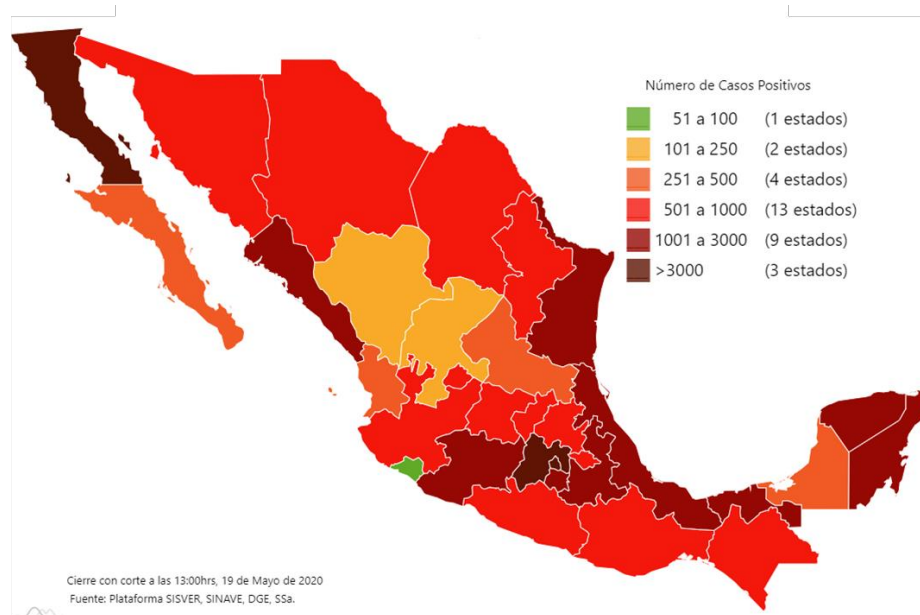 Número de Casos Positivos
51 a 100 (1 estados)
101 a 250 (2 estados)
251 a 500 (4 estados)
501 a 1000 (13 estados)
1001 a 3000 (9 estados)
>3000 (3 estados)
Cierre con corte a las 13:00hrs, 19 de Mayo de 2020
Fuente: Plataforma SISVER, SINAVE, DGE, SSa.